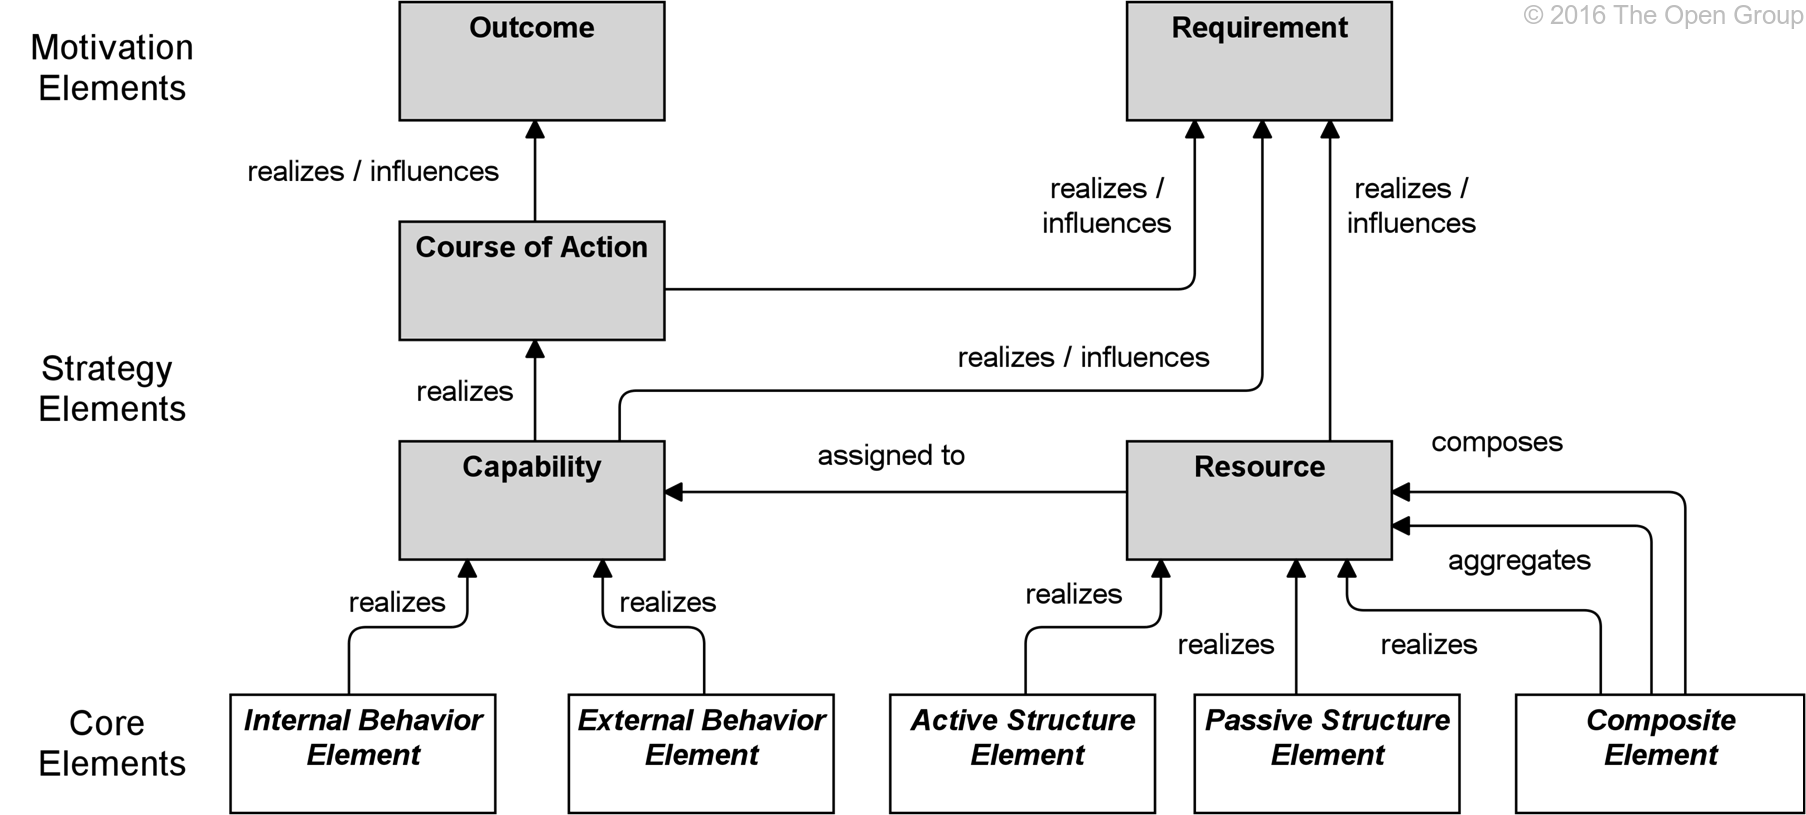 © 2016 The Open Group
Motivation
Elements
Outcome
Requirement
realizes / influences
realizes /
influences
realizes /
influences
Course of Action
Strategy
Elements
realizes
realizes / influences
Capability
assigned to
Resource
composes
aggregates
realizes
realizes
realizes
realizes
realizes
Core
Elements
Internal Behavior
Element
External Behavior
Element
Active Structure
Element
Passive Structure
Element
Composite
Element